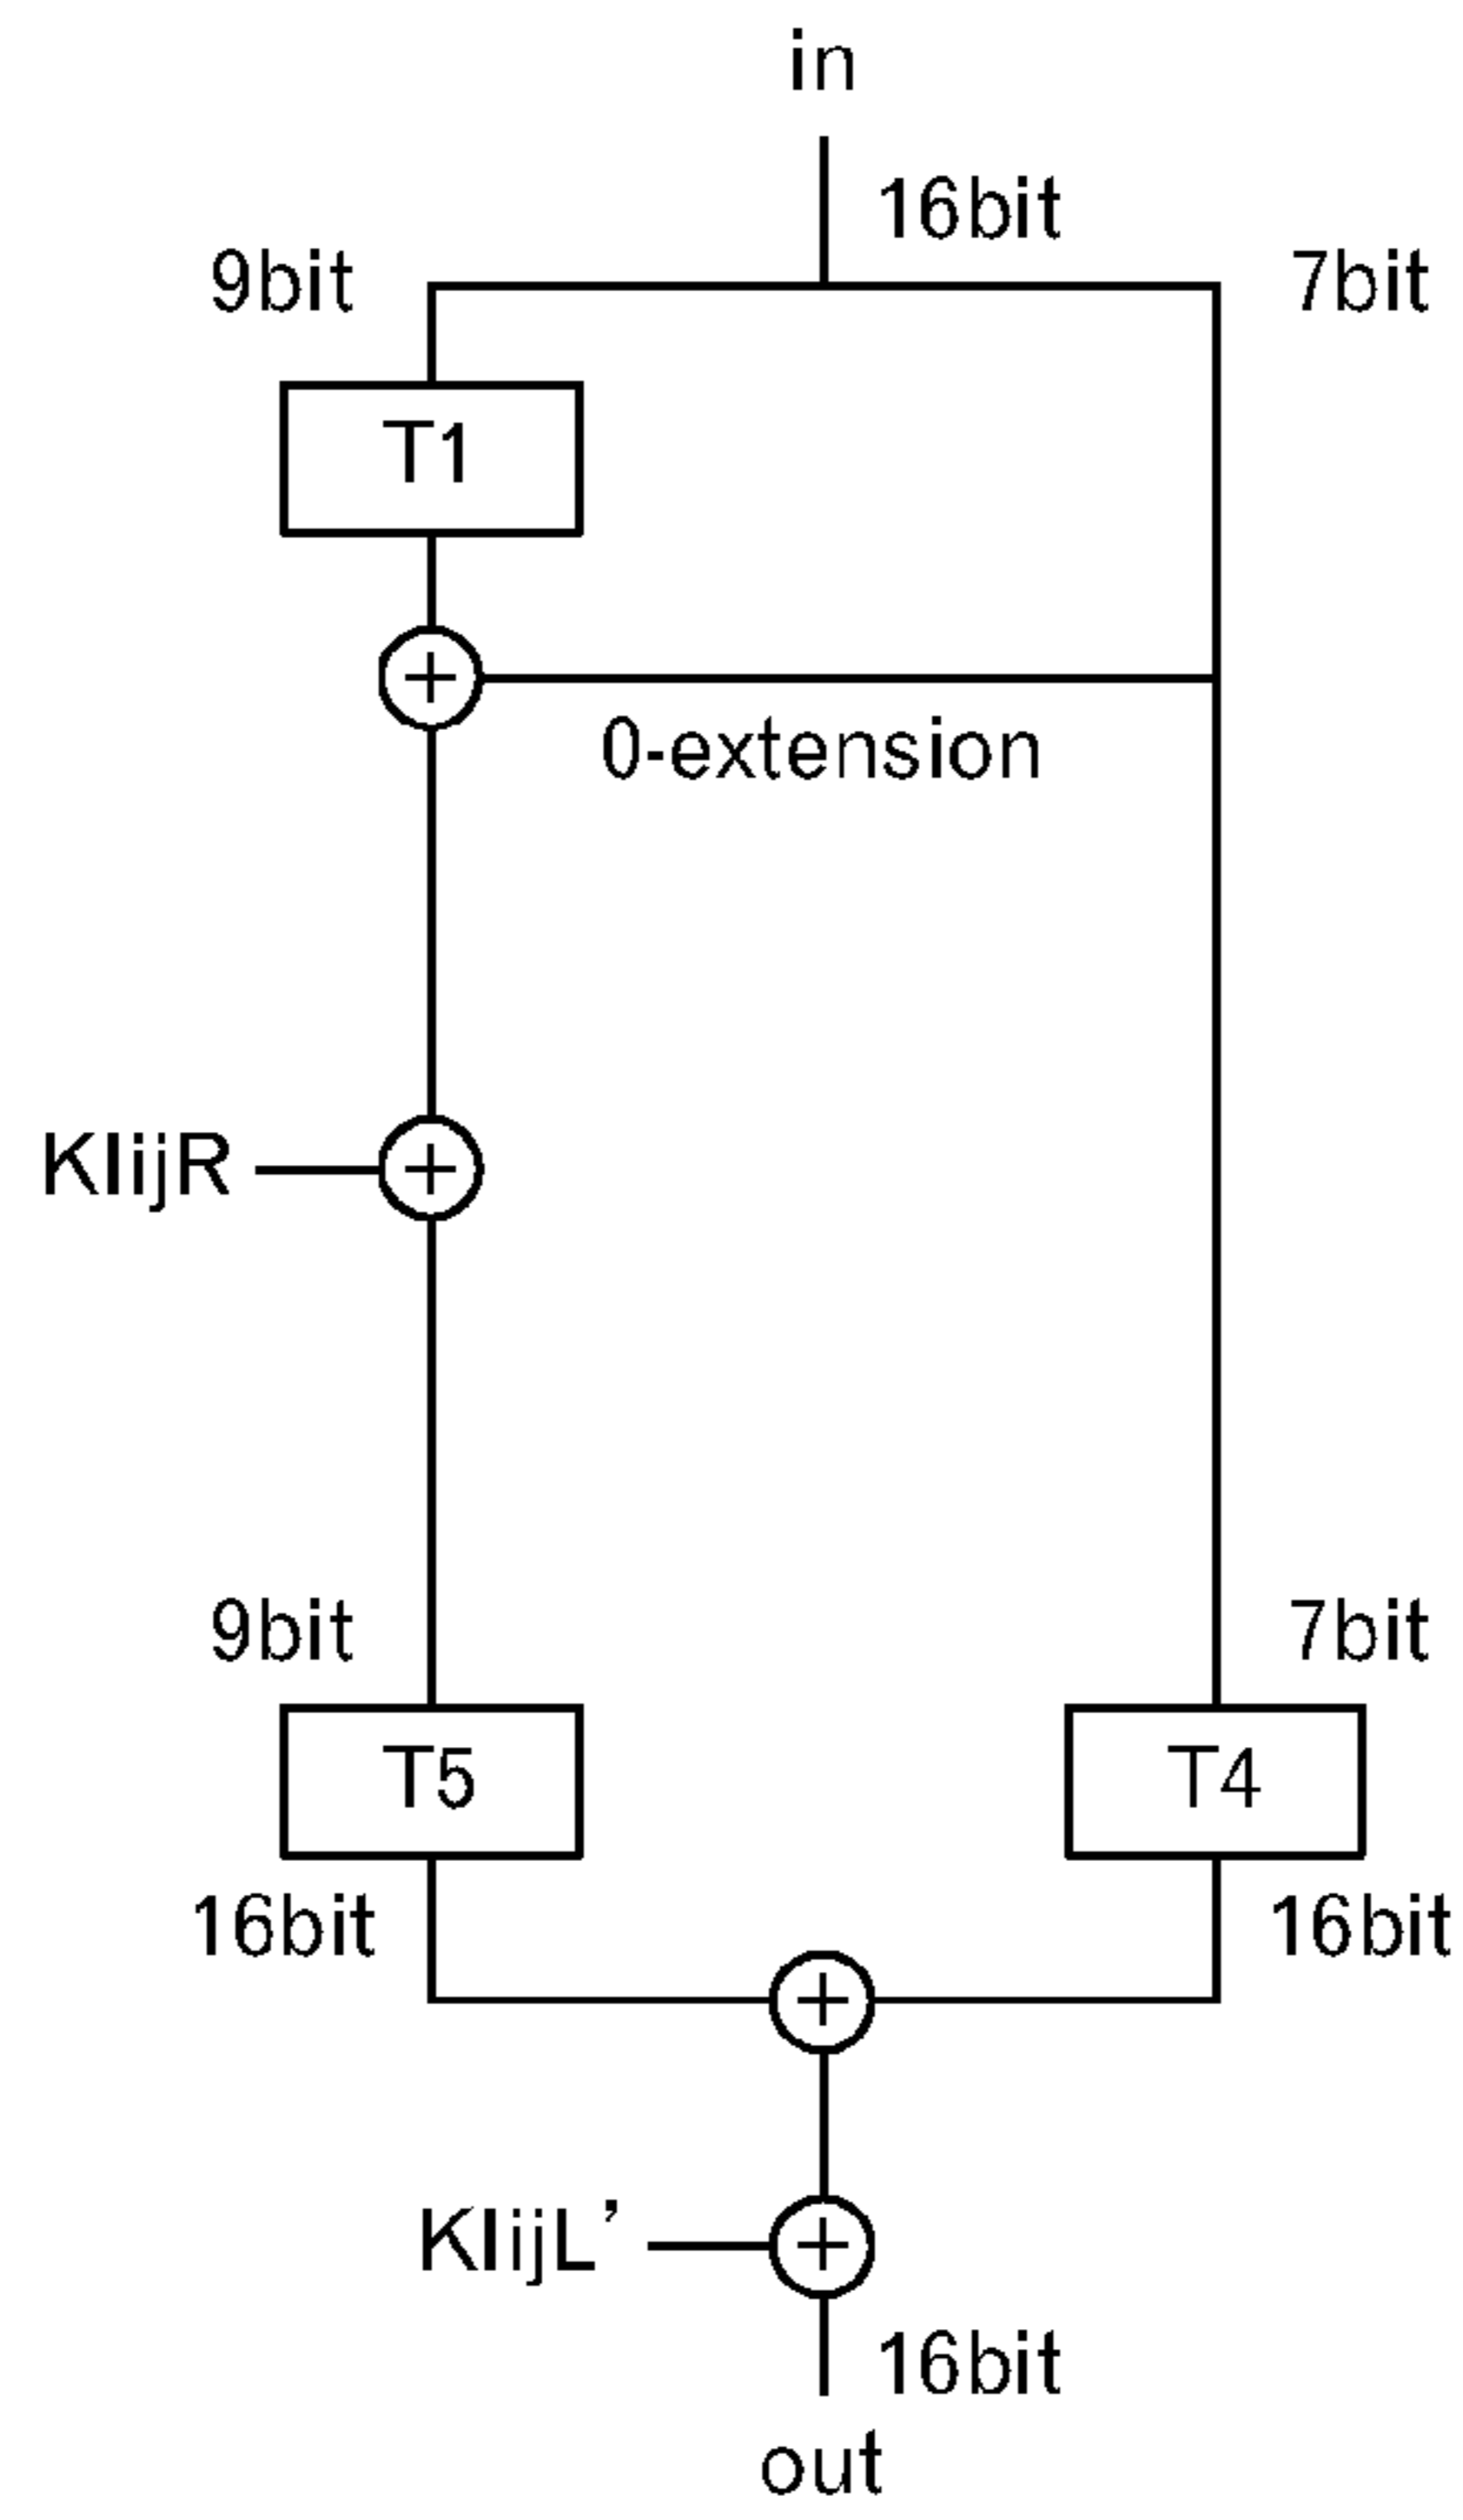 in
16bit
9bit
7bit
T1
0-extension
KIijR
9bit
7bit
T5
T4
16bit
16bit
KIijL’
16bit
out